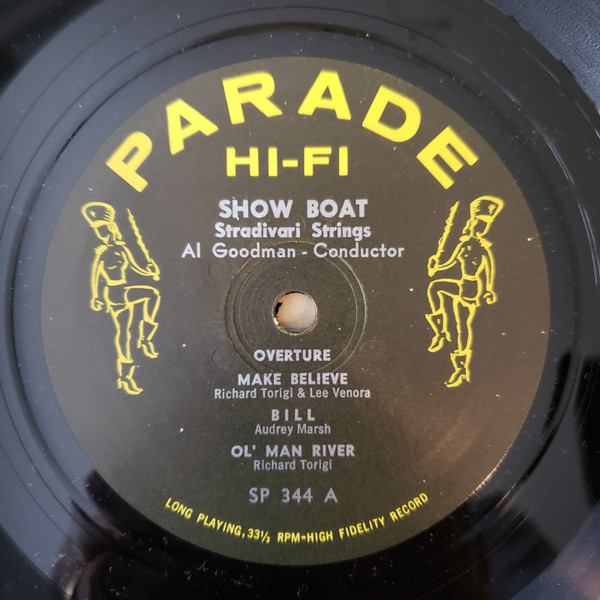 PARADE
HI-FI
SHOW BOAT
Stradivari Strings
Al Goodman - Conductor
OVERTURE
MAKE BELIEVE
Richard Torigi & Lee Venora
BILL
Audrey Marsh
OL' MAN RIVER
Richard Torigi
SP 344 A
LONG PLAYING, 33⅓ RPM-HIGH FIDELITY RECORD